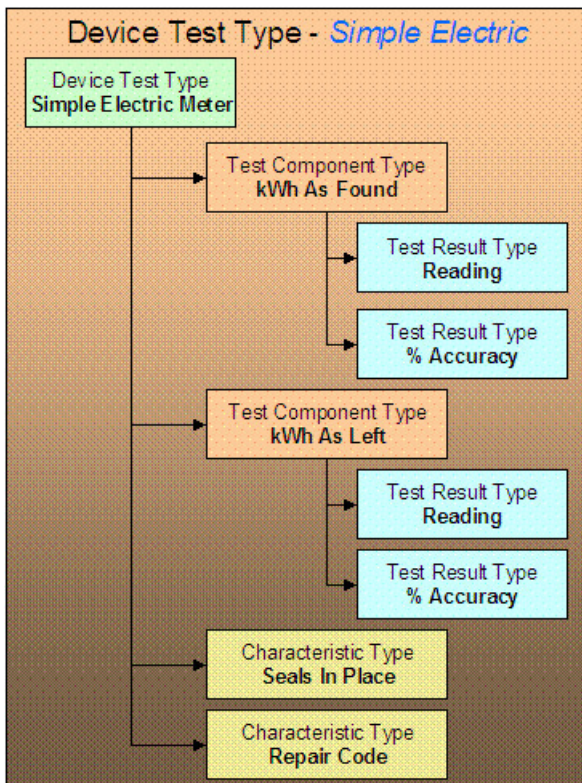 Device Test Type - Simple Electric
Device Test Type
Simple Electric Meter
Test Component Type
kWh As Found
Test Result Type
Reading
Test Result Type
% Accuracy
Test Component Type
kWh As Left
Test Result Type
Reading
Test Result Type
% Accuracy
Characteristic Type
Seals In Place
Characteristic Type
Repair Code